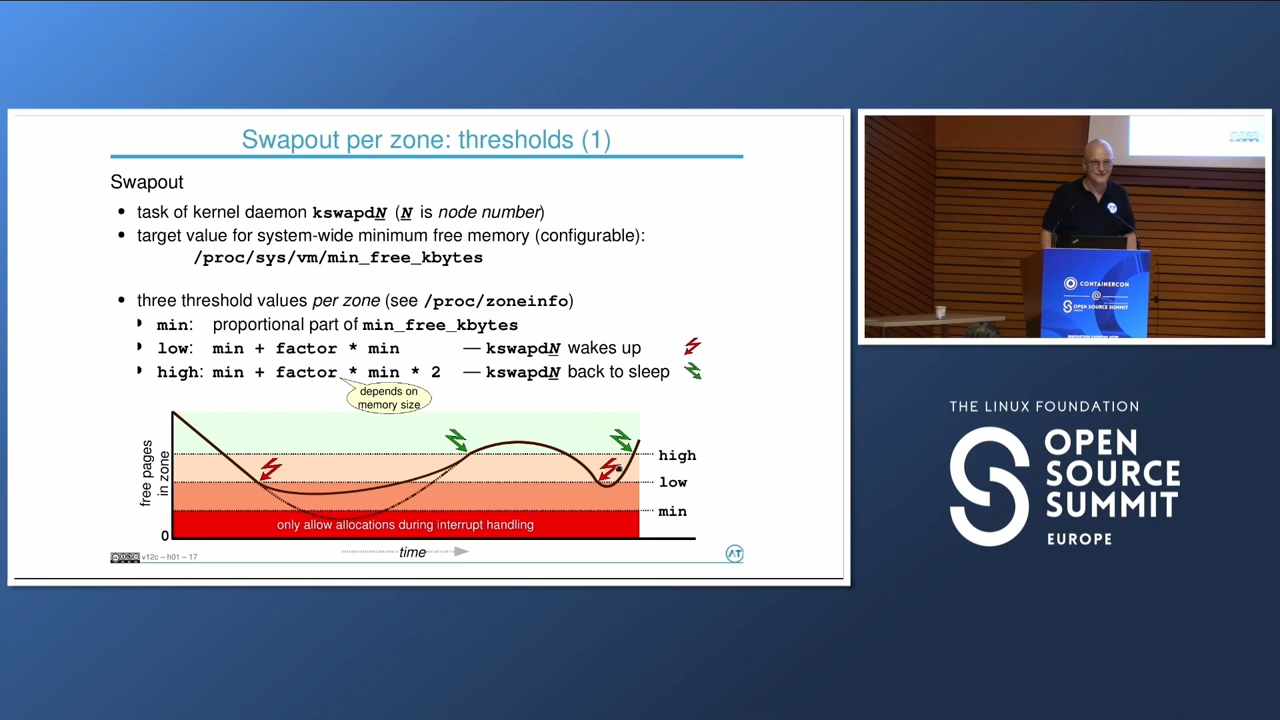 Swapout per zone: thresholds (1)
Swapout
• task of kernel daemon kswapdN (N is node number)
• target value for system-wide minimum free memory (configurable):
/proc/sys/vm/min_free_kbytes
• three threshold values per zone (see /proc/zoneinfo)
min: proportional part of min_free_kbytes
low: min + factor * min — kswapdN wakes up
high: min + factor * min * 2 — kswapdN back to sleep
depends on
memory size
free pages
in zone
high
low
min
only allow allocations during interrupt handling
0
time
v12c – h01 – 17
AT
CONTAINERCON
@
OPEN SOURCE SUMMIT
THE LINUX FOUNDATION
OPEN
SOURCE
SUMMIT
EUROPE